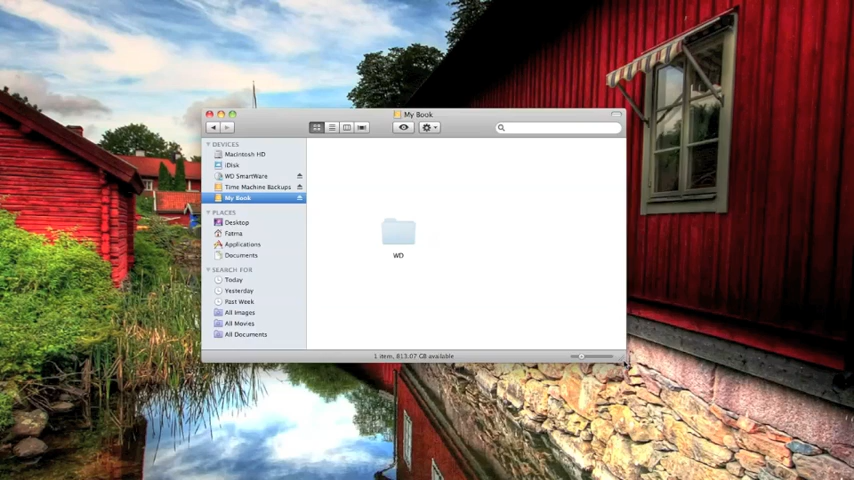 My Book
DEVICES
Macintosh HD
iDisk
WD SmartWare
Time Machine Backups
My Book
PLACES
Desktop
Fatma
Applications
Documents
SEARCH FOR
Today
Yesterday
Past Week
All Images
All Movies
All Documents
WD
1 item, 813.07 GB available